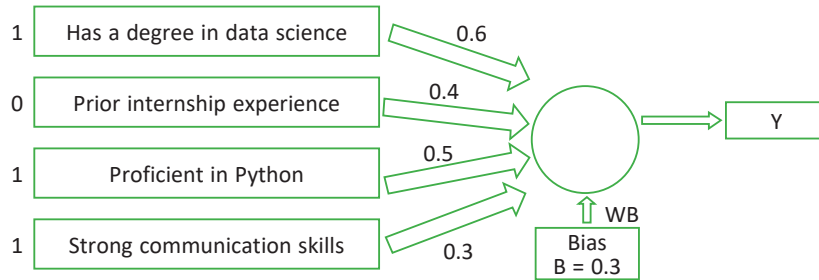 1 Has a degree in data science 0.6
0 Prior internship experience 0.4
1 Proficient in Python 0.5
1 Strong communication skills 0.3
Y
WB
Bias
B = 0.3